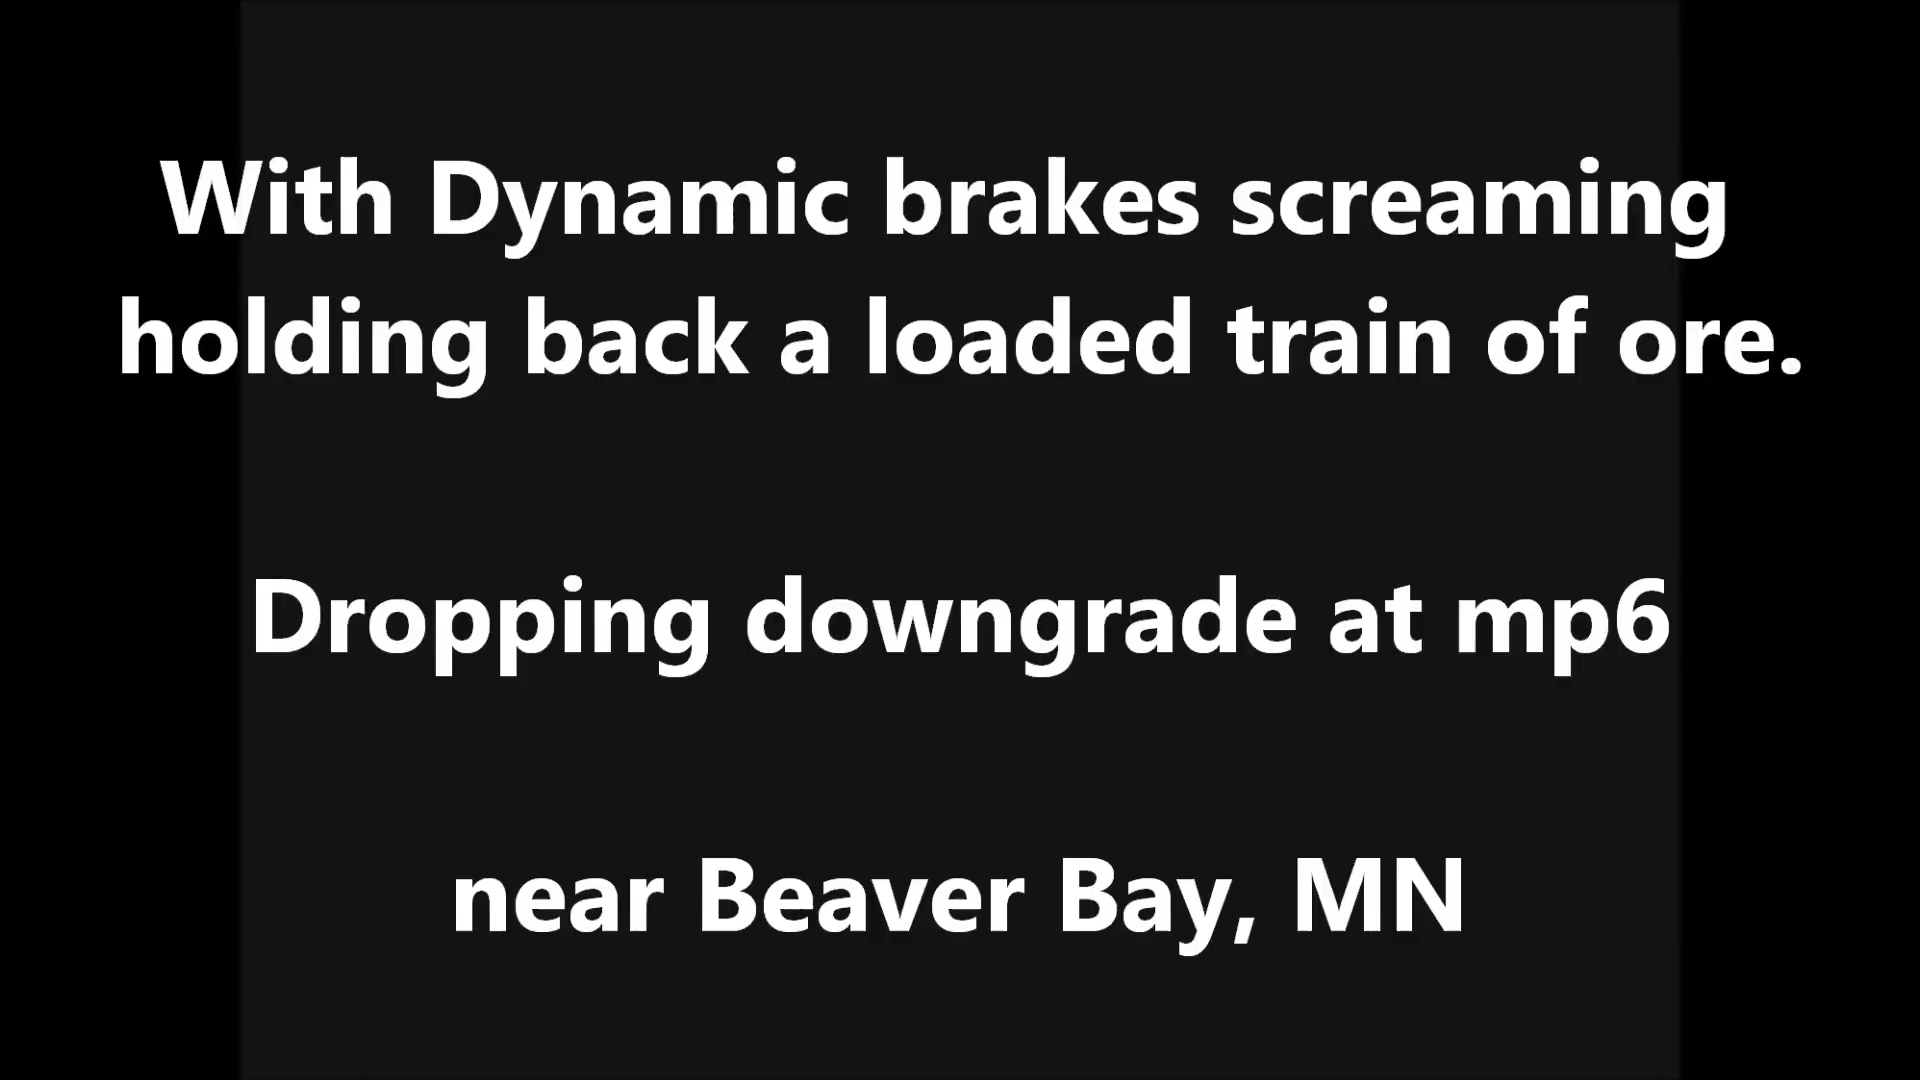 With Dynamic brakes screaming
holding back a loaded train of ore.
Dropping downgrade at mp6
near Beaver Bay, MN